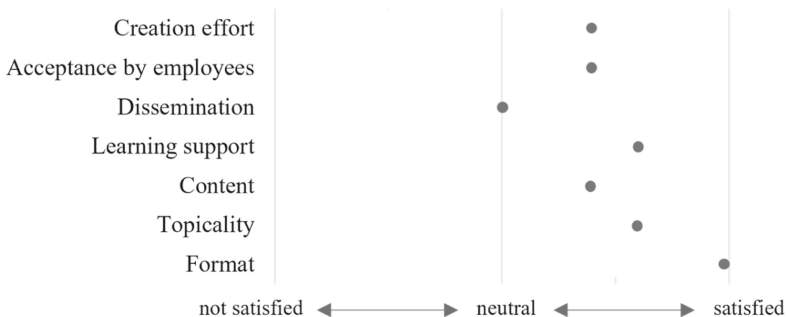 Creation effort
Acceptance by employees
Dissemination
Learning support
Content
Topicality
Format
not satisfied neutral satisfied